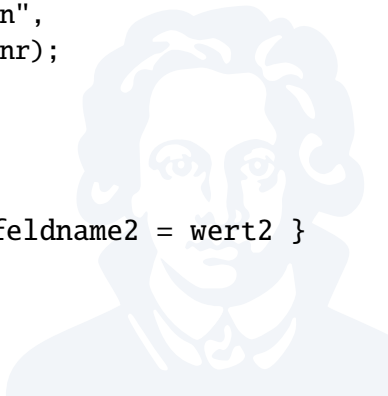 n",
nr);
feldname2 = wert2 }